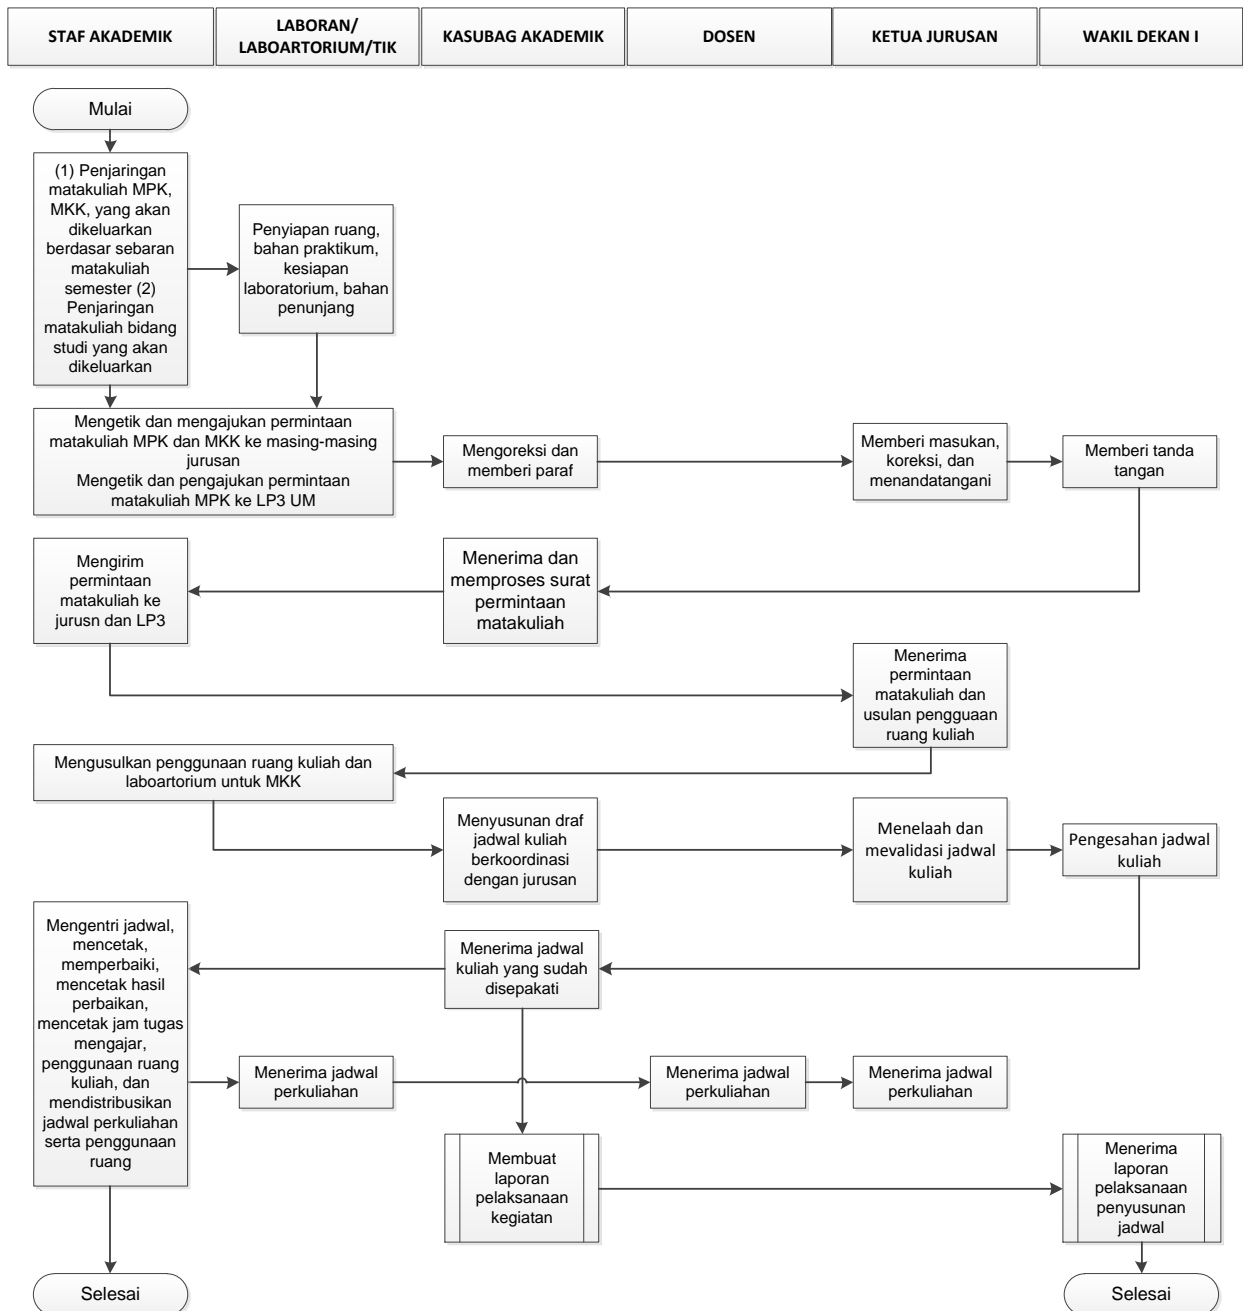 STAF AKADEMIK
LABORAN/
LABOARTORIUM/TIK
KASUBAG AKADEMIK
DOSEN
KETUA JURUSAN
WAKIL DEKAN I
Mulai
(1) Penjaringan
matakuliah MPK,
MKK, yang akan
dikeluarkan
berdasar sebaran
matakuliah
semester (2)
Penjaringan
matakuliah bidang
studi yang akan
dikeluarkan
Penyiapan ruang,
bahan praktikum,
kesiapan
laboratorium, bahan
penunjang
Mengetik dan mengajukan permintaan
matakuliah MPK dan MKK ke masing-masing
jurusan
Mengetik dan pengajukan permintaan
matakuliah MPK ke LP3 UM
Mengoreksi dan
memberi paraf
Memberi masukan,
koreksi, dan
menandatangani
Memberi tanda
tangan
Mengirim
permintaan
matakuliah ke
jurusn dan LP3
Menerima dan
memproses surat
permintaan
matakuliah
Menerima
permintaan
matakuliah dan
usulan pengguaan
ruang kuliah
Mengusulkan penggunaan ruang kuliah dan
laboartorium untuk MKK
Menyusunan draf
jadwal kuliah
berkoordinasi
dengan jurusan
Menelaah dan
mevalidasi jadwal
kuliah
Pengesahan jadwal
kuliah
Mengentri jadwal,
mencetak,
memperbaiki,
mencetak hasil
perbaikan,
mencetak jam tugas
mengajar,
penggunaan ruang
kuliah, dan
mendistribusikan
jadwal perkuliahan
serta penggunaan
ruang
Menerima jadwal
kuliah yang sudah
disepakati
Menerima jadwal
perkuliahan
Menerima jadwal
perkuliahan
Menerima jadwal
perkuliahan
Membuat
laporan
pelaksanaan
kegiatan
Menerima
laporan
pelaksanaan
penyusunan
jadwal
Selesai
Selesai